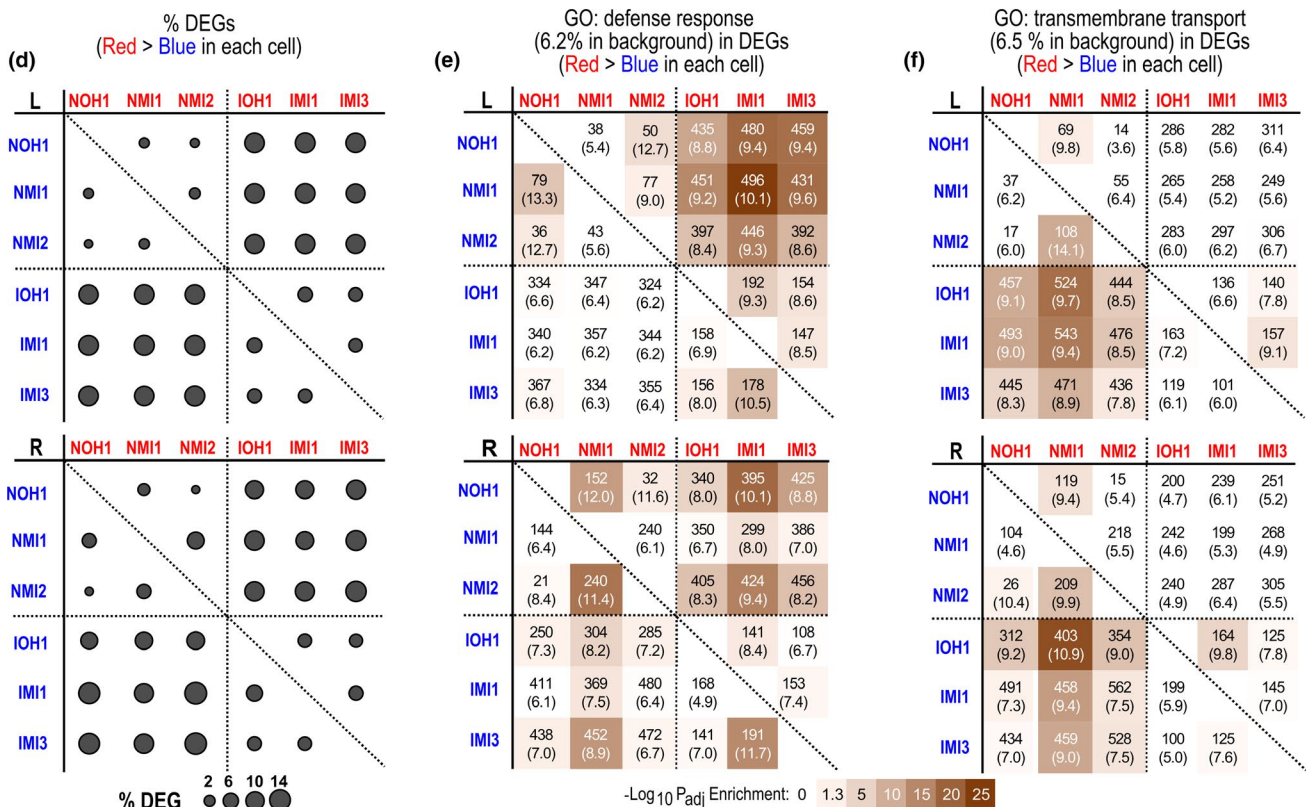 (d)
% DEGs
(Red > Blue in each cell)
L NOH1 NMI1 NMI2 IOH1 IMI1 IMI3
NOH1
NMI1
NMI2
IOH1
IMI1
IMI3
R NOH1 NMI1 NMI2 IOH1 IMI1 IMI3
NOH1
NMI1
NMI2
IOH1
IMI1
IMI3
% DEG 2 6 10 14
(e)
GO: defense response
(6.2% in background) in DEGs
(Red > Blue in each cell)
L NOH1 NMI1 NMI2 IOH1 IMI1 IMI3
NOH1 38 50 435 480 459
(5.4) (12.7) (8.8) (9.4) (9.4)
NMI1 79 77 451 496 431
(13.3) (9.0) (9.2) (10.1) (9.6)
NMI2 36 43 397 446 392
(12.7) (5.6) (8.4) (9.3) (8.6)
IOH1 334 347 324 192 154
(6.6) (6.4) (6.2) (9.3) (8.6)
IMI1 340 357 344 158 147
(6.2) (6.2) (6.2) (6.9) (8.5)
IMI3 367 334 355 156 178
(6.8) (6.3) (6.4) (8.0) (10.5)
R NOH1 NMI1 NMI2 IOH1 IMI1 IMI3
NOH1 152 32 340 395 425
(12.0) (11.6) (8.0) (10.1) (8.8)
NMI1 144 240 350 299 386
(6.4) (6.1) (6.7) (8.0) (7.0)
NMI2 21 240 405 424 456
(8.4) (11.4) (8.3) (9.4) (8.2)
IOH1 250 304 285 141 108
(7.3) (8.2) (7.2) (8.4) (6.7)
IMI1 411 369 480 168 153
(6.1) (7.5) (6.4) (4.9) (7.4)
IMI3 438 452 472 141 191
(7.0) (8.9) (6.7) (7.0) (11.7)
(f)
GO: transmembrane transport
(6.5 % in background) in DEGs
(Red > Blue in each cell)
L NOH1 NMI1 NMI2 IOH1 IMI1 IMI3
NOH1 69 14 286 282 311
(9.8) (3.6) (5.8) (5.6) (6.4)
NMI1 37 55 265 258 249
(6.2) (6.4) (5.4) (5.2) (5.6)
NMI2 17 108 283 297 306
(6.0) (14.1) (6.0) (6.2) (6.7)
IOH1 457 524 444 136 140
(9.1) (9.7) (8.5) (6.6) (7.8)
IMI1 493 543 476 163 157
(9.0) (9.4) (8.5) (7.2) (9.1)
IMI3 445 471 436 119 101
(8.3) (8.9) (7.8) (6.1) (6.0)
R NOH1 NMI1 NMI2 IOH1 IMI1 IMI3
NOH1 119 15 200 239 251
(9.4) (5.4) (4.7) (6.1) (5.2)
NMI1 104 218 242 199 268
(4.6) (5.5) (4.6) (5.3) (4.9)
NMI2 26 209 240 287 305
(10.4) (9.9) (4.9) (6.4) (5.5)
IOH1 312 403 354 164 125
(9.2) (10.9) (9.0) (9.8) (7.8)
IMI1 491 458 562 199 145
(7.3) (9.4) (7.5) (5.9) (7.0)
IMI3 434 459 528 100 125
(7.0) (9.0) (7.5) (5.0) (7.6)
-Log10 Padj Enrichment: 0 1.3 5 10 15 20 25